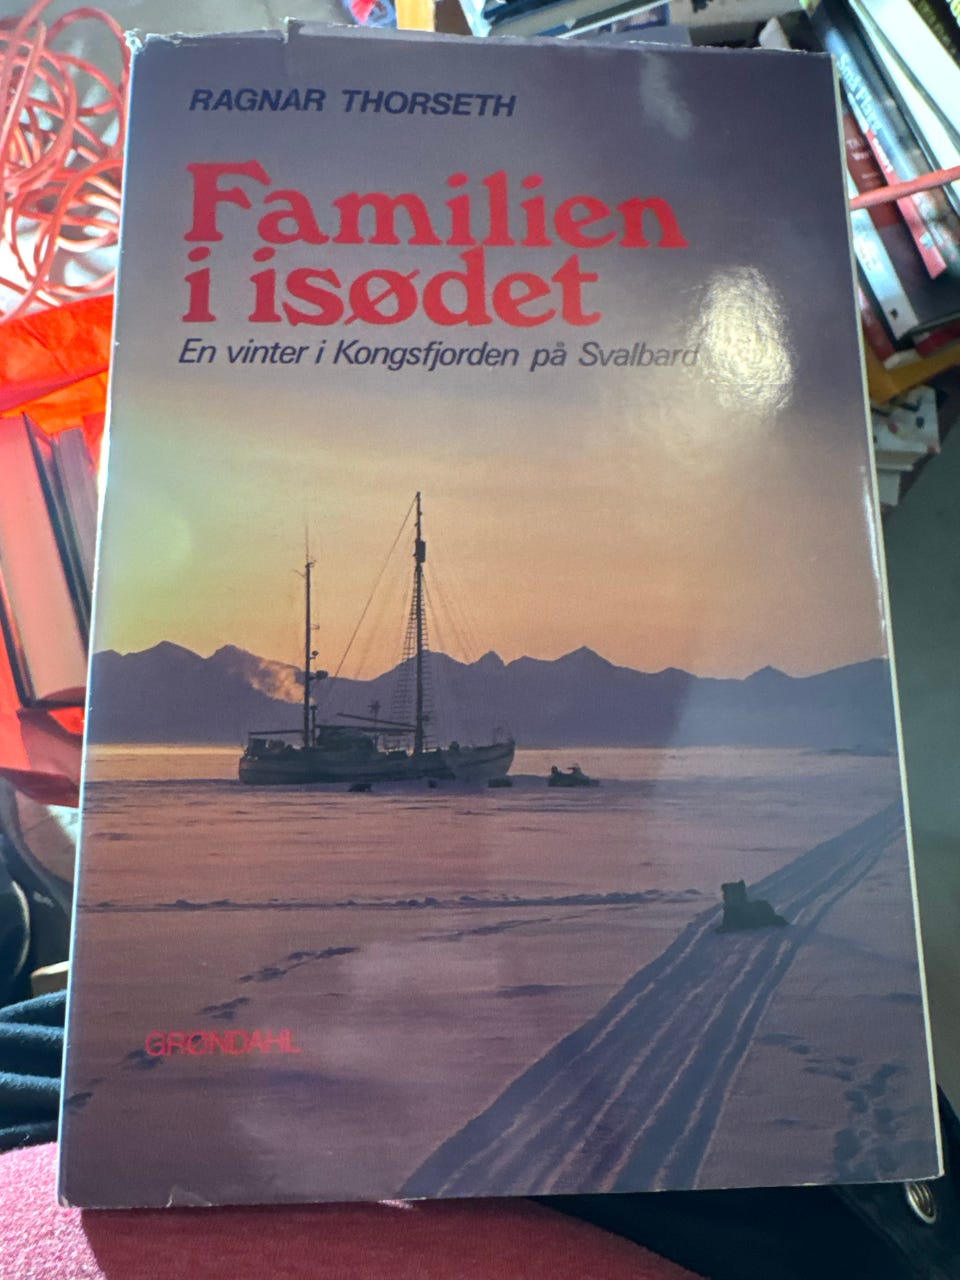 RAGNAR THORSETH
Familien
i isødet
En vinter i Kongsfjorden på Svalbard
GRØNDAHL